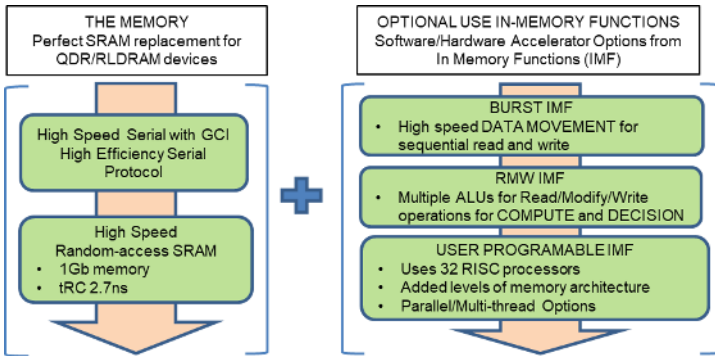 THE MEMORY
Perfect SRAM replacement for
QDR/RLDRAM devices
High Speed Serial with GCI
High Efficiency Serial
Protocol
High Speed
Random-access SRAM
• 1Gb memory
• tRC 2.7ns
OPTIONAL USE IN-MEMORY FUNCTIONS
Software/Hardware Accelerator Options from
In Memory Functions (IMF)
BURST IMF
• High speed DATA MOVEMENT for
sequential read and write
RMW IMF
• Multiple ALUs for Read/Modify/Write
operations for COMPUTE and DECISION
USER PROGRAMABLE IMF
• Uses 32 RISC processors
• Added levels of memory architecture
• Parallel/Multi-thread Options